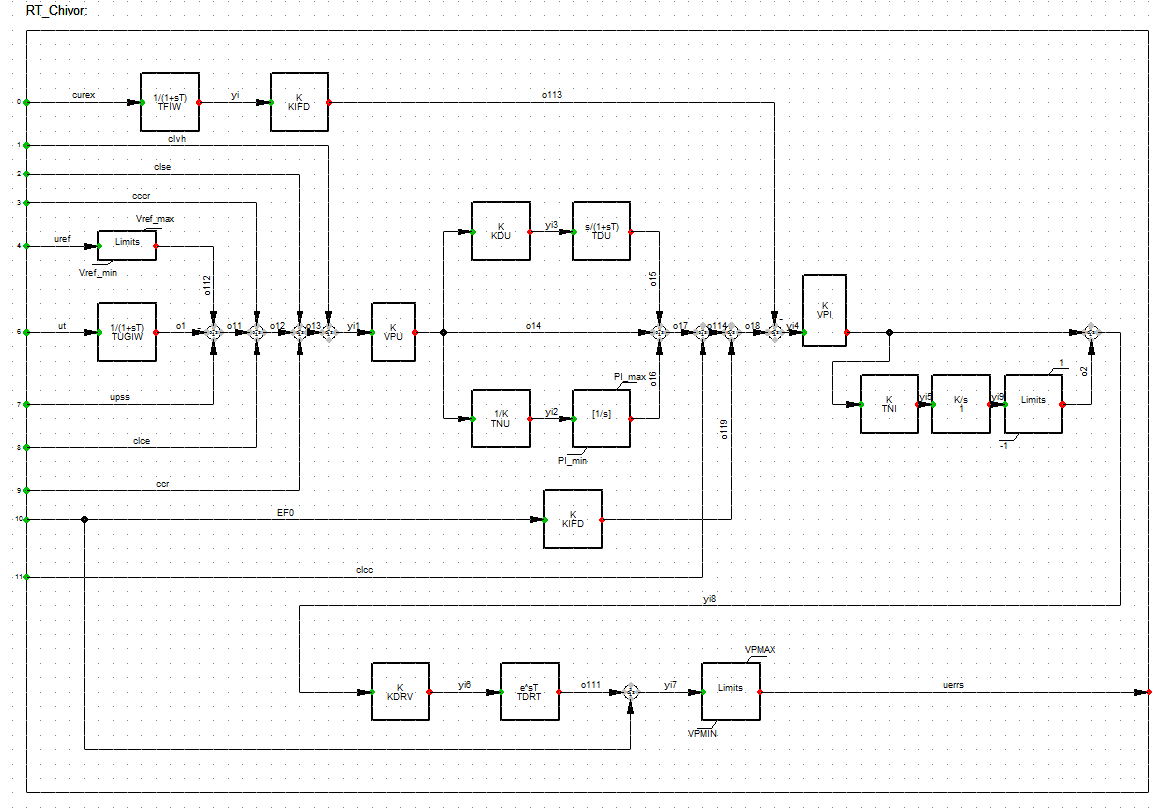 RT_Chivor:
0
curex
1/(1+sT)
TFIW
yi
K
KIFD
o113
1
clvh
2
clse
3
cccr
4
uref
Vref_max
Limits
Vref_min
o112
K
KDU
yi3
s/(1+sT)
TDU
o15
6
ut
1/(1+sT)
TUGIW
o1
-
o11
o12
o13
yi1
K
VPU
o14
o17
o114
o18
-
yi4
K
VPI
7
upss
8
clce
9
ccr
1/K
TNU
yi2
PI_max
[1/s]
PI_min
o16
o119
K
TNI
yi5
K/s
1
yi9
1
Limits
-1
o2
10
EF0
K
KIFD
11
clcc
yi8
K
KDRV
yi6
e^sT
TDRT
o111
yi7
VPMAX
Limits
VPMIN
uerrs